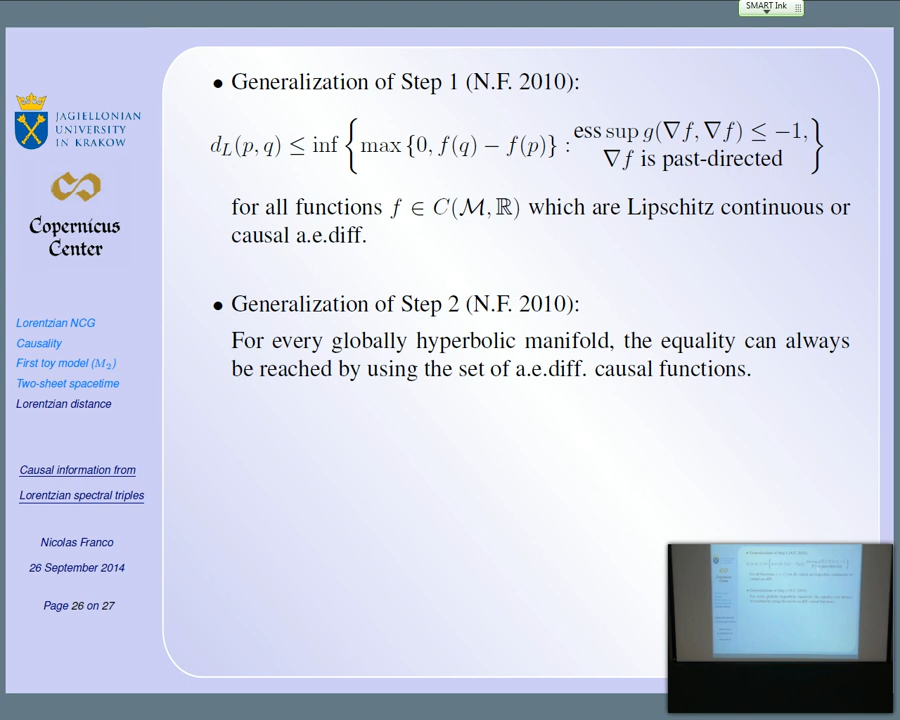 SMART Ink
JAGIELLONIAN
UNIVERSITY
IN KRAKOW
Copernicus
Center
Lorentzian NCG
Causality
First toy model (M₂)
Two-sheet spacetime
Lorentzian distance
Causal information from
Lorentzian spectral triples
Nicolas Franco
26 September 2014
Page 26 on 27
• Generalization of Step 1 (N.F. 2010):
d_L(p, q) ≤ inf { max {0, f(q) − f(p)} : ess sup g(∇f, ∇f) ≤ −1,
∇f is past-directed }
for all functions f ∈ C(ℳ, ℝ) which are Lipschitz continuous or
causal a.e.diff.
• Generalization of Step 2 (N.F. 2010):
For every globally hyperbolic manifold, the equality can always
be reached by using the set of a.e.diff. causal functions.